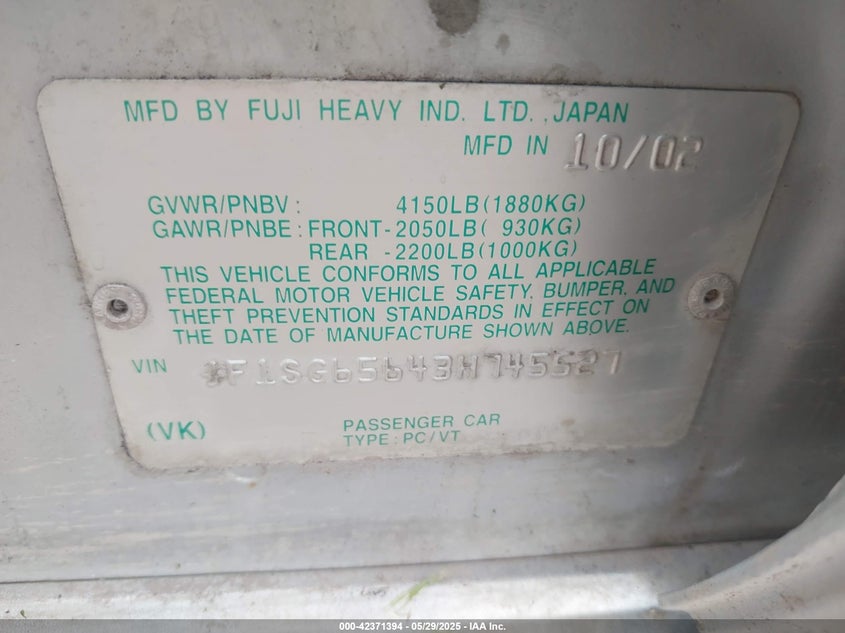 MFD BY FUJI HEAVY IND. LTD. ,JAPAN
MFD IN 10/02
GVWR/PNBV : 4150LB(1880KG)
GAWR/PNBE : FRONT-2050LB( 930KG)
REAR -2200LB(1000KG)
THIS VEHICLE CONFORMS TO ALL APPLICABLE
FEDERAL MOTOR VEHICLE SAFETY, BUMPER, AND
THEFT PREVENTION STANDARDS IN EFFECT ON
THE DATE OF MANUFACTURE SHOWN ABOVE.
VIN JF1SG65643H745527
(VK) PASSENGER CAR
TYPE : PC/VT
000-42371394 - 05/29/2025 - IAA Inc.